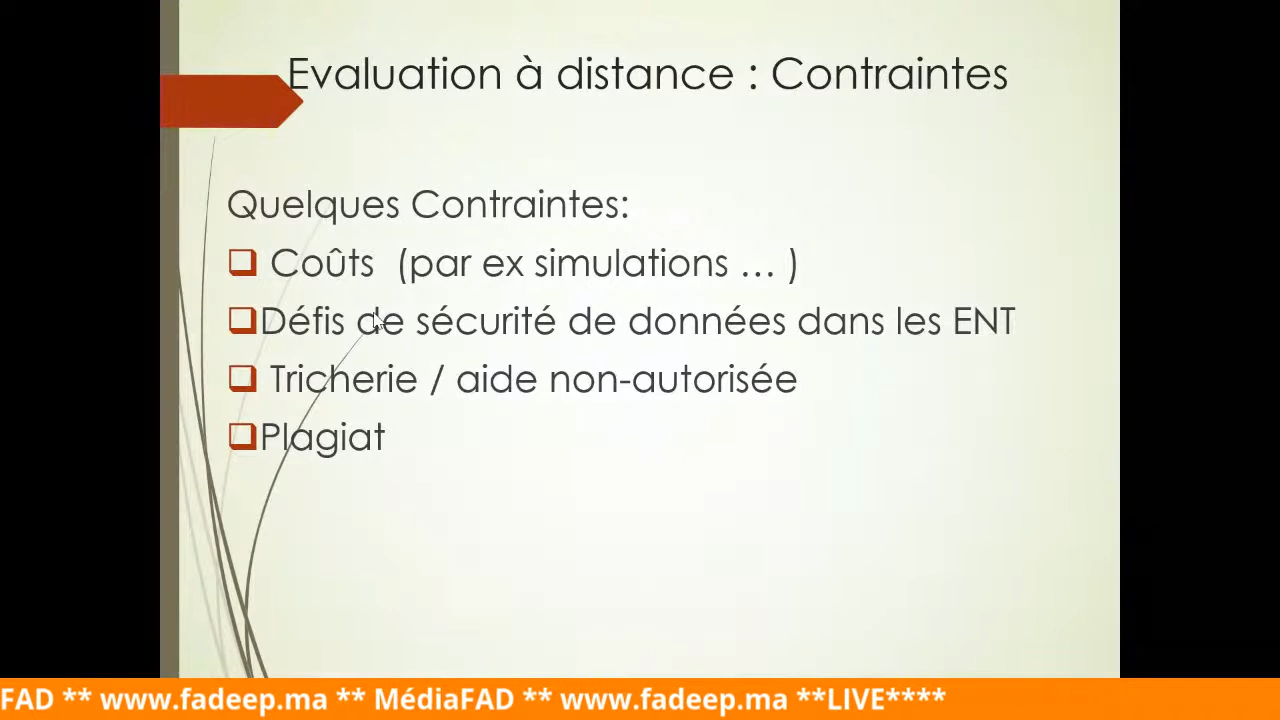 Evaluation à distance : Contraintes
Quelques Contraintes:
Coûts (par ex simulations … )
Défis de sécurité de données dans les ENT
Tricherie / aide non-autorisée
Plagiat
FAD ** www.fadeep.ma ** MédiaFAD ** www.fadeep.ma **LIVE****